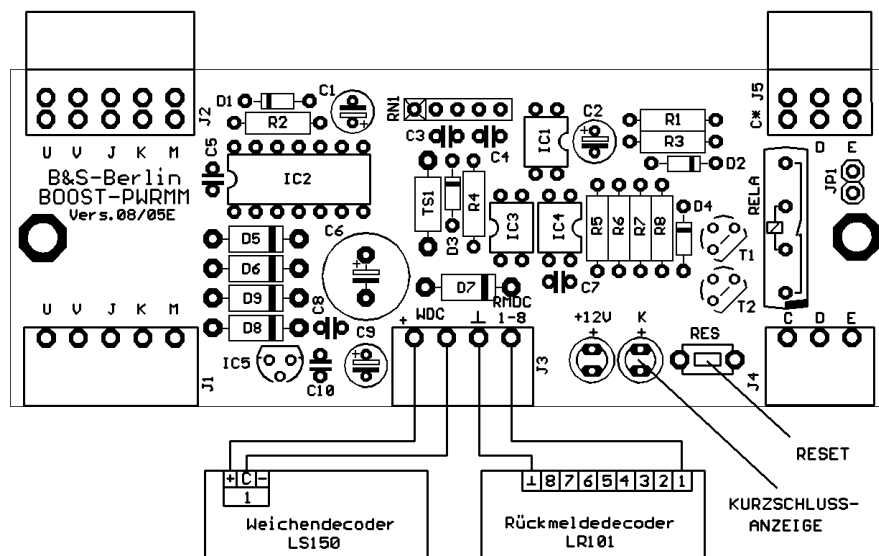 D1 C1 RN1 C2 R1 C* J5
J2 R2 C3 C4 IC1 R3
U V J K M C5 D2 D E
B&S-Berlin IC2 TS1 R4 RELA JP1
BOOST-PWRMM
Vers.08/05E C6 D3 IC3 IC4 R5 R6 R7 R8 D4
D5 T1
D6 C7
D9 D7 T2
U V J K M C8 + WDC ⊥ RMDC 1-8 +12V K C D E
D8 C9 + + RES
IC5 C10 J1 J3 J4
RESET
+ C - ⊥ 8 7 6 5 4 3 2 1
1
KURZSCHLUSS-
ANZEIGE
Weichendecoder
LS150
Rückmeldedecoder
LR101